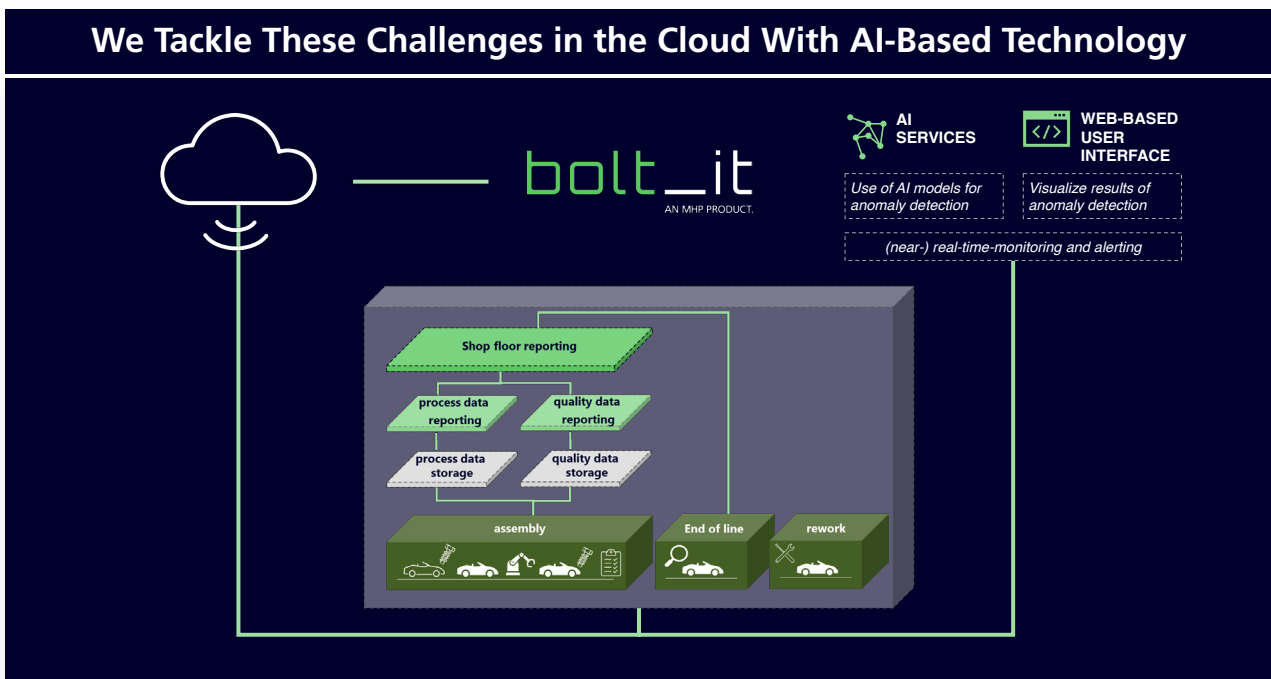 We Tackle These Challenges in the Cloud With AI-Based Technology
bolt_it
AN MHP PRODUCT.
AI
SERVICES
WEB-BASED
USER
INTERFACE
</>
Use of AI models for
anomaly detection
Visualize results of
anomaly detection
(near-) real-time-monitoring and alerting
Shop floor reporting
process data
reporting
quality data
reporting
process data
storage
quality data
storage
assembly
End of line
rework